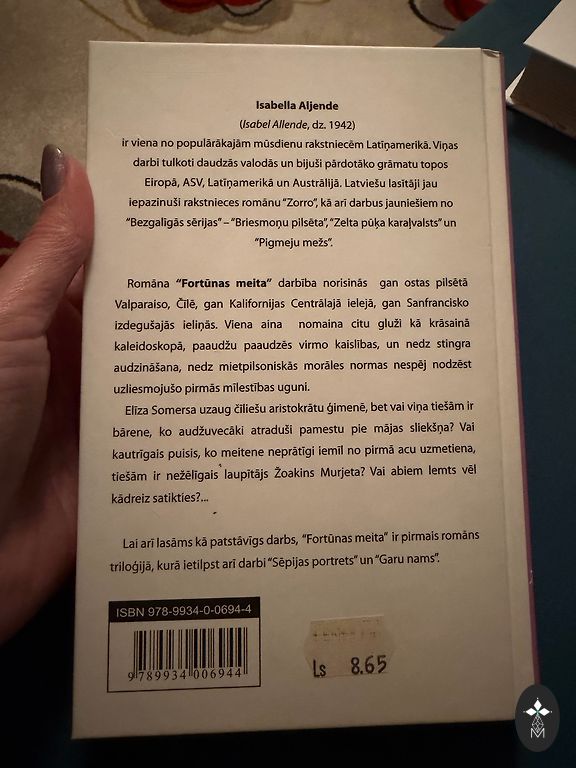 Isabella Aljende
(Isabel Allende, dz. 1942)
ir viena no populārākajām mūsdienu rakstniecēm Latīņamerikā. Viņas
darbi tulkoti daudzās valodās un bijuši pārdotāko grāmatu topos
Eiropā, ASV, Latīņamerikā un Austrālijā. Latviešu lasītāji jau
iepazinuši rakstnieces romānu “Zorro”, kā arī darbus jauniešiem no
“Bezgalīgās sērijas” – “Briesmoņu pilsēta”, “Zelta pūķa karaļvalsts” un
“Pigmeju mežs”.
Romāna “Fortūnas meita” darbība norisinās gan ostas pilsētā
Valparaiso, Čīlē, gan Kalifornijas Centrālajā ielejā, gan Sanfrancisko
izdegušajās ieliņās. Viena aina nomaina citu gluži kā krāsainā
kaleidoskopā, paaudžu paaudzēs virmo kaislības, un nedz stingra
audzināšana, nedz mietpilsoniskās morāles normas nespēj nodzēst
uzliesmojušo pirmās mīlestības uguni.
Elīza Somersa uzaug čīliešu aristokrātu ģimenē, bet vai viņa tiešām ir
bārene, ko audžuvecāki atraduši pamestu pie mājas sliekšņa? Vai
kautrīgais puisis, ko meitene neprātīgi iemīl no pirmā acu uzmetiena,
tiešām ir nežēlīgais laupītājs Žoakins Murjeta? Vai abiem lemts vēl
kādreiz satikties?...
Lai arī lasāms kā patstāvīgs darbs, “Fortūnas meita” ir pirmais romāns
triloģijā, kurā ietilpst arī darbi “Sēpijas portrets” un “Garu nams”.
ISBN 978-9934-0-0694-4
9 789934 006944
Ls 8.65
M